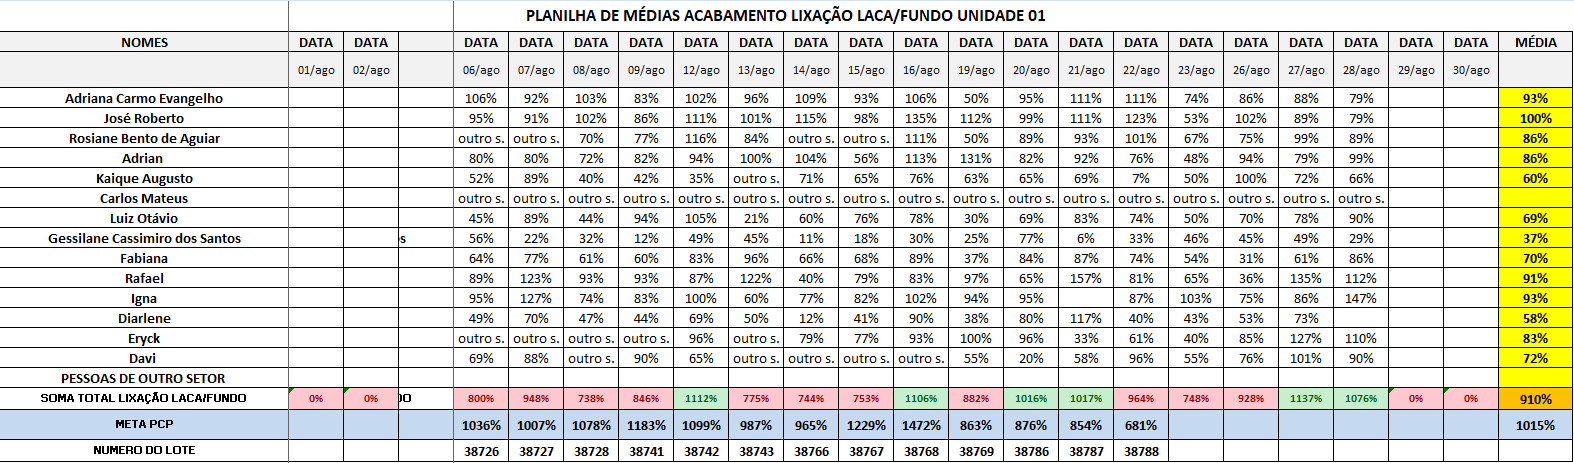 PLANILHA DE MÉDIAS ACABAMENTO LIXAÇÃO LACA/FUNDO UNIDADE 01
NOMES DATA DATA DATA DATA DATA DATA DATA DATA DATA DATA DATA DATA DATA DATA DATA DATA DATA DATA DATA DATA DATA MÉDIA
01/ago 02/ago 06/ago 07/ago 08/ago 09/ago 12/ago 13/ago 14/ago 15/ago 16/ago 19/ago 20/ago 21/ago 22/ago 23/ago 26/ago 27/ago 28/ago 29/ago 30/ago
Adriana Carmo Evangelho 106% 92% 103% 83% 102% 96% 109% 93% 106% 50% 95% 111% 111% 74% 86% 88% 79% 93%
José Roberto 95% 91% 102% 86% 111% 101% 115% 98% 135% 112% 99% 111% 123% 53% 102% 89% 79% 100%
Rosiane Bento de Aguiar outro s. outro s. 70% 77% 116% 84% outro s. outro s. 111% 50% 89% 93% 101% 67% 75% 99% 89% 86%
Adrian 80% 80% 72% 82% 94% 100% 104% 56% 113% 131% 82% 92% 76% 48% 94% 79% 99% 86%
Kaique Augusto 52% 89% 40% 42% 35% outro s. 71% 65% 76% 63% 65% 69% 7% 50% 100% 72% 66% 60%
Carlos Mateus outro s. outro s. outro s. outro s. outro s. outro s. outro s. outro s. outro s. outro s. outro s. outro s. outro s. outro s. outro s. outro s. outro s.
Luiz Otávio 45% 89% 44% 94% 105% 21% 60% 76% 78% 30% 69% 83% 74% 50% 70% 78% 90% 69%
Gessilane Cassimiro dos Santos s 56% 22% 32% 12% 49% 45% 11% 18% 30% 25% 77% 6% 33% 46% 45% 49% 29% 37%
Fabiana 64% 77% 61% 60% 83% 96% 66% 68% 89% 37% 84% 87% 74% 54% 31% 61% 86% 70%
Rafael 89% 123% 93% 93% 87% 122% 40% 79% 83% 97% 65% 157% 81% 65% 36% 135% 112% 91%
Igna 95% 127% 74% 83% 100% 60% 77% 82% 102% 94% 95% 87% 103% 75% 86% 147% 93%
Diarlene 49% 70% 47% 44% 69% 50% 12% 41% 90% 38% 80% 117% 40% 43% 53% 73% 58%
Eryck outro s. outro s. outro s. outro s. 96% outro s. 79% 77% 93% 100% 96% 33% 61% 40% 85% 127% 110% 83%
Davi 69% 88% outro s. 90% 65% outro s. outro s. outro s. outro s. 55% 20% 58% 96% 55% 76% 101% 90% 72%
PESSOAS DE OUTRO SETOR
SOMA TOTAL LIXAÇÃO LACA/FUNDO 0% 0% DO 800% 948% 738% 846% 1112% 775% 744% 753% 1106% 882% 1016% 1017% 964% 748% 928% 1137% 1076% 0% 0% 910%
META PCP 1036% 1007% 1078% 1183% 1099% 987% 965% 1229% 1472% 863% 876% 854% 681% 1015%
NUMERO DO LOTE 38726 38727 38728 38741 38742 38743 38766 38767 38768 38769 38786 38787 38788